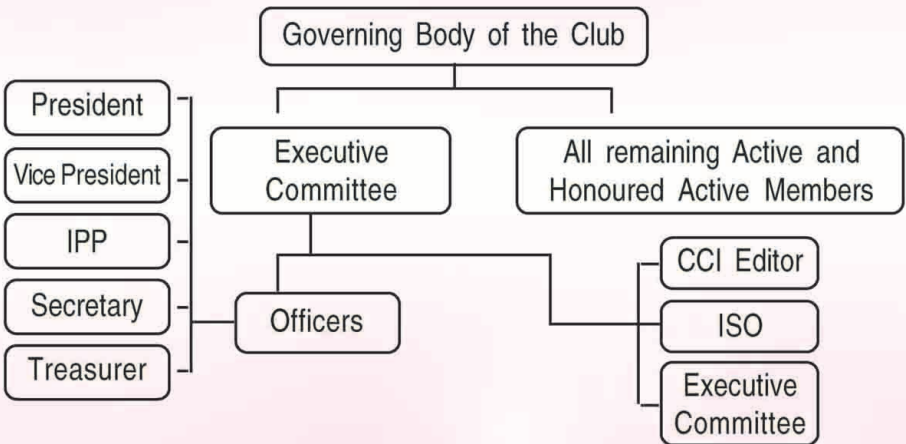 Governing Body of the Club
President
Vice President
IPP
Secretary
Treasurer
Executive
Committee
All remaining Active and
Honoured Active Members
Officers
CCI Editor
ISO
Executive
Committee